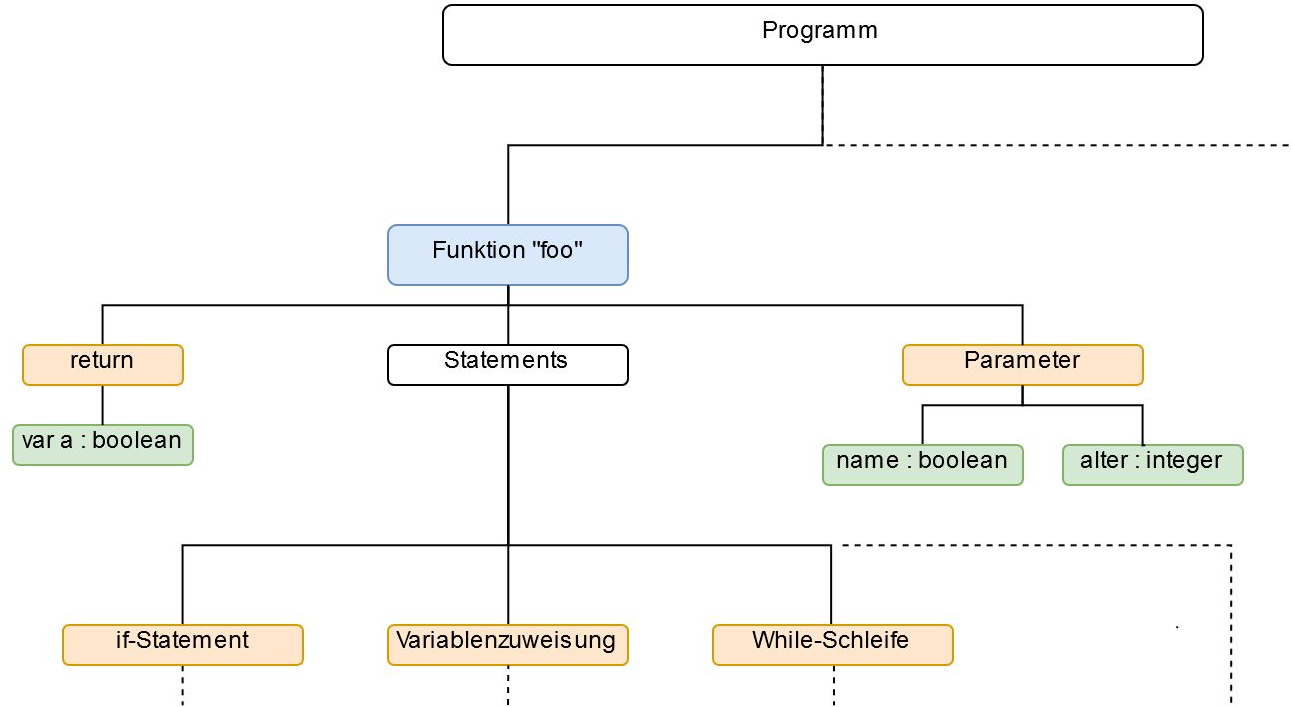 Programm
Funktion "foo"
return
Statements
Parameter
var a : boolean
name : boolean
alter : integer
if-Statement
Variablenzuweisung
While-Schleife